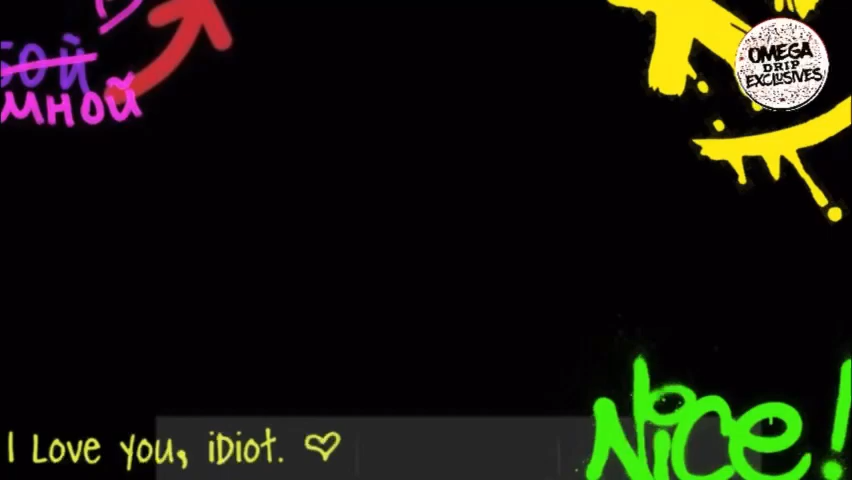 мной
OMEGA
DRIP
EXCLUSIVES
I Love you, iDiot. ♡
Nice!